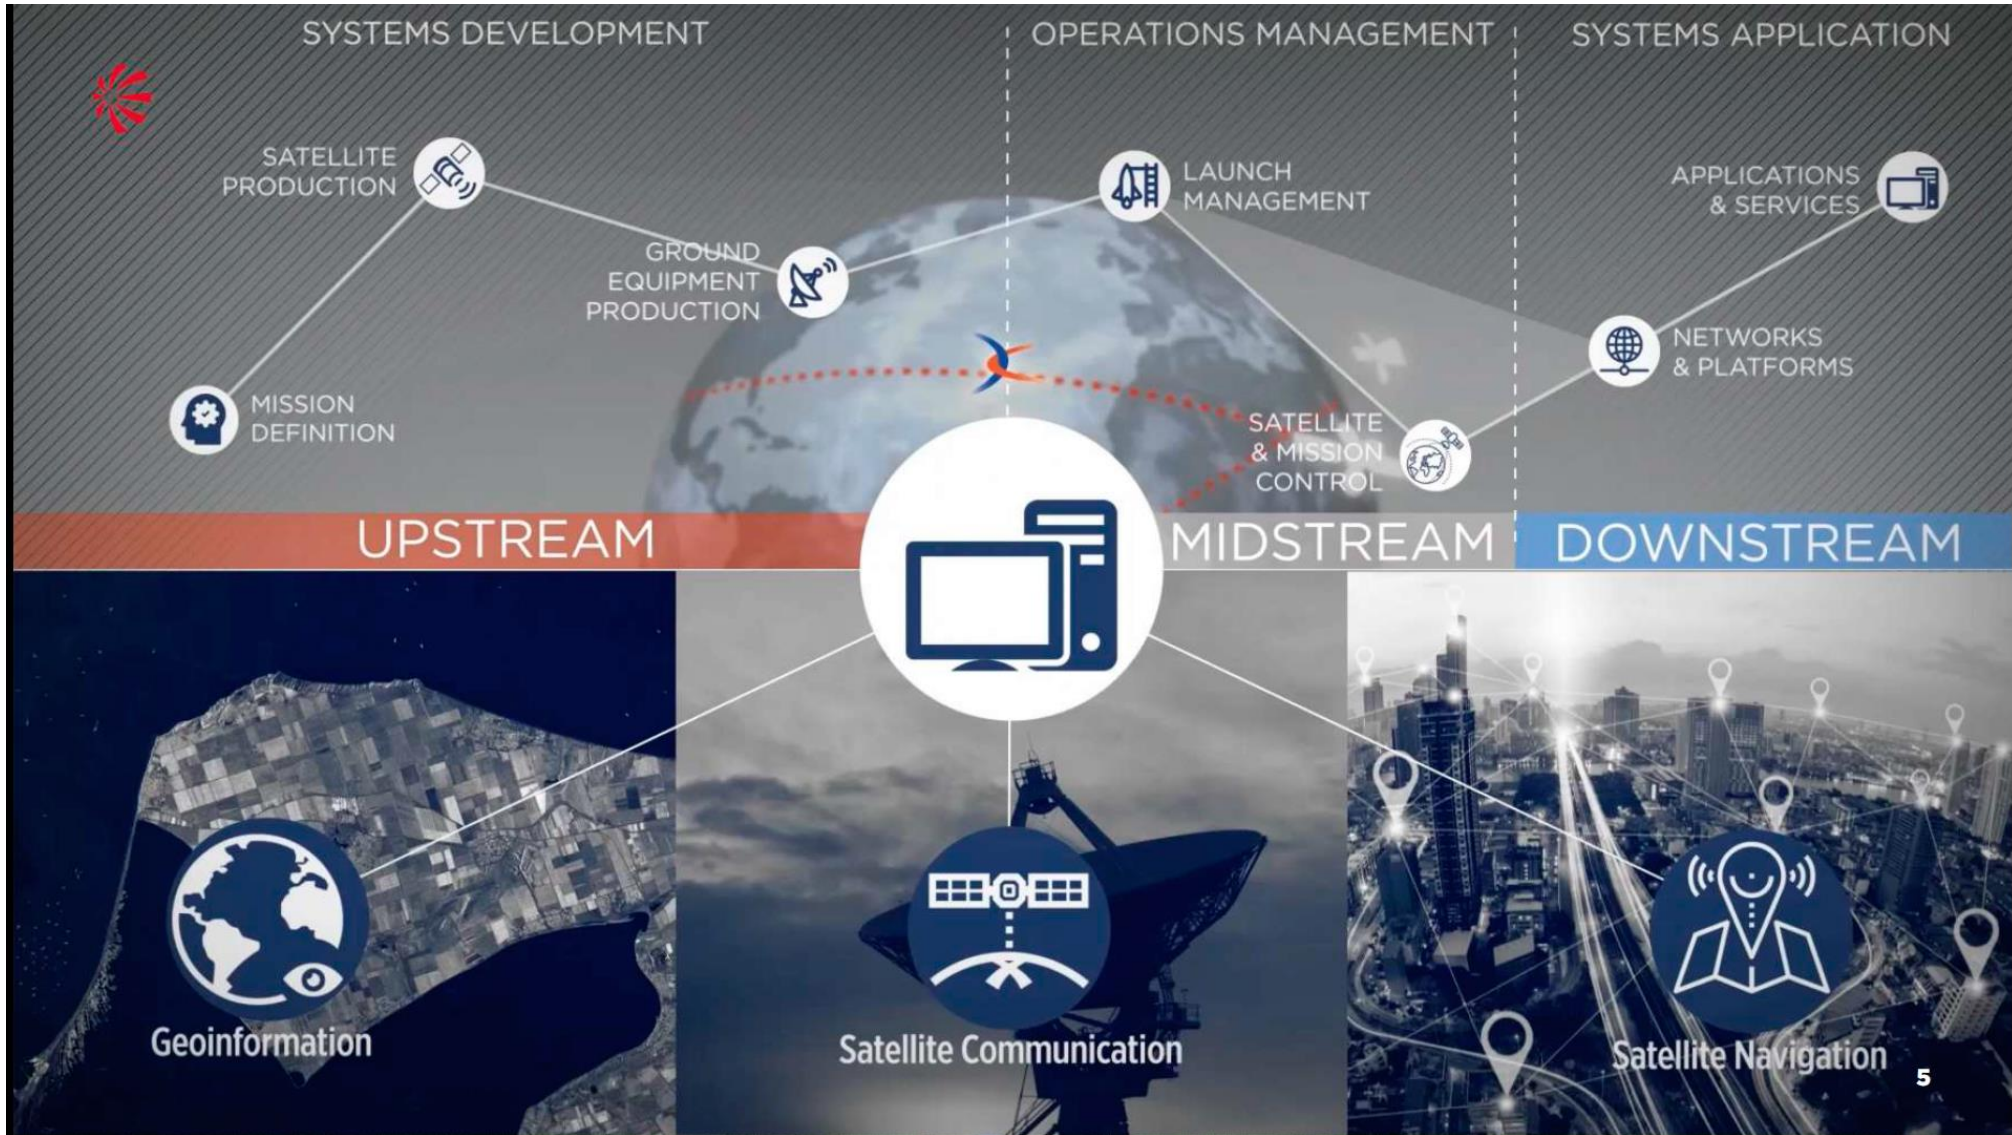 SYSTEMS DEVELOPMENT
OPERATIONS MANAGEMENT
SYSTEMS APPLICATION
SATELLITE
PRODUCTION
GROUND
EQUIPMENT
PRODUCTION
MISSION
DEFINITION
LAUNCH
MANAGEMENT
SATELLITE
& MISSION
CONTROL
APPLICATIONS
& SERVICES
NETWORKS
& PLATFORMS
UPSTREAM
MIDSTREAM
DOWNSTREAM
Geoinformation
Satellite Communication
Satellite Navigation
5